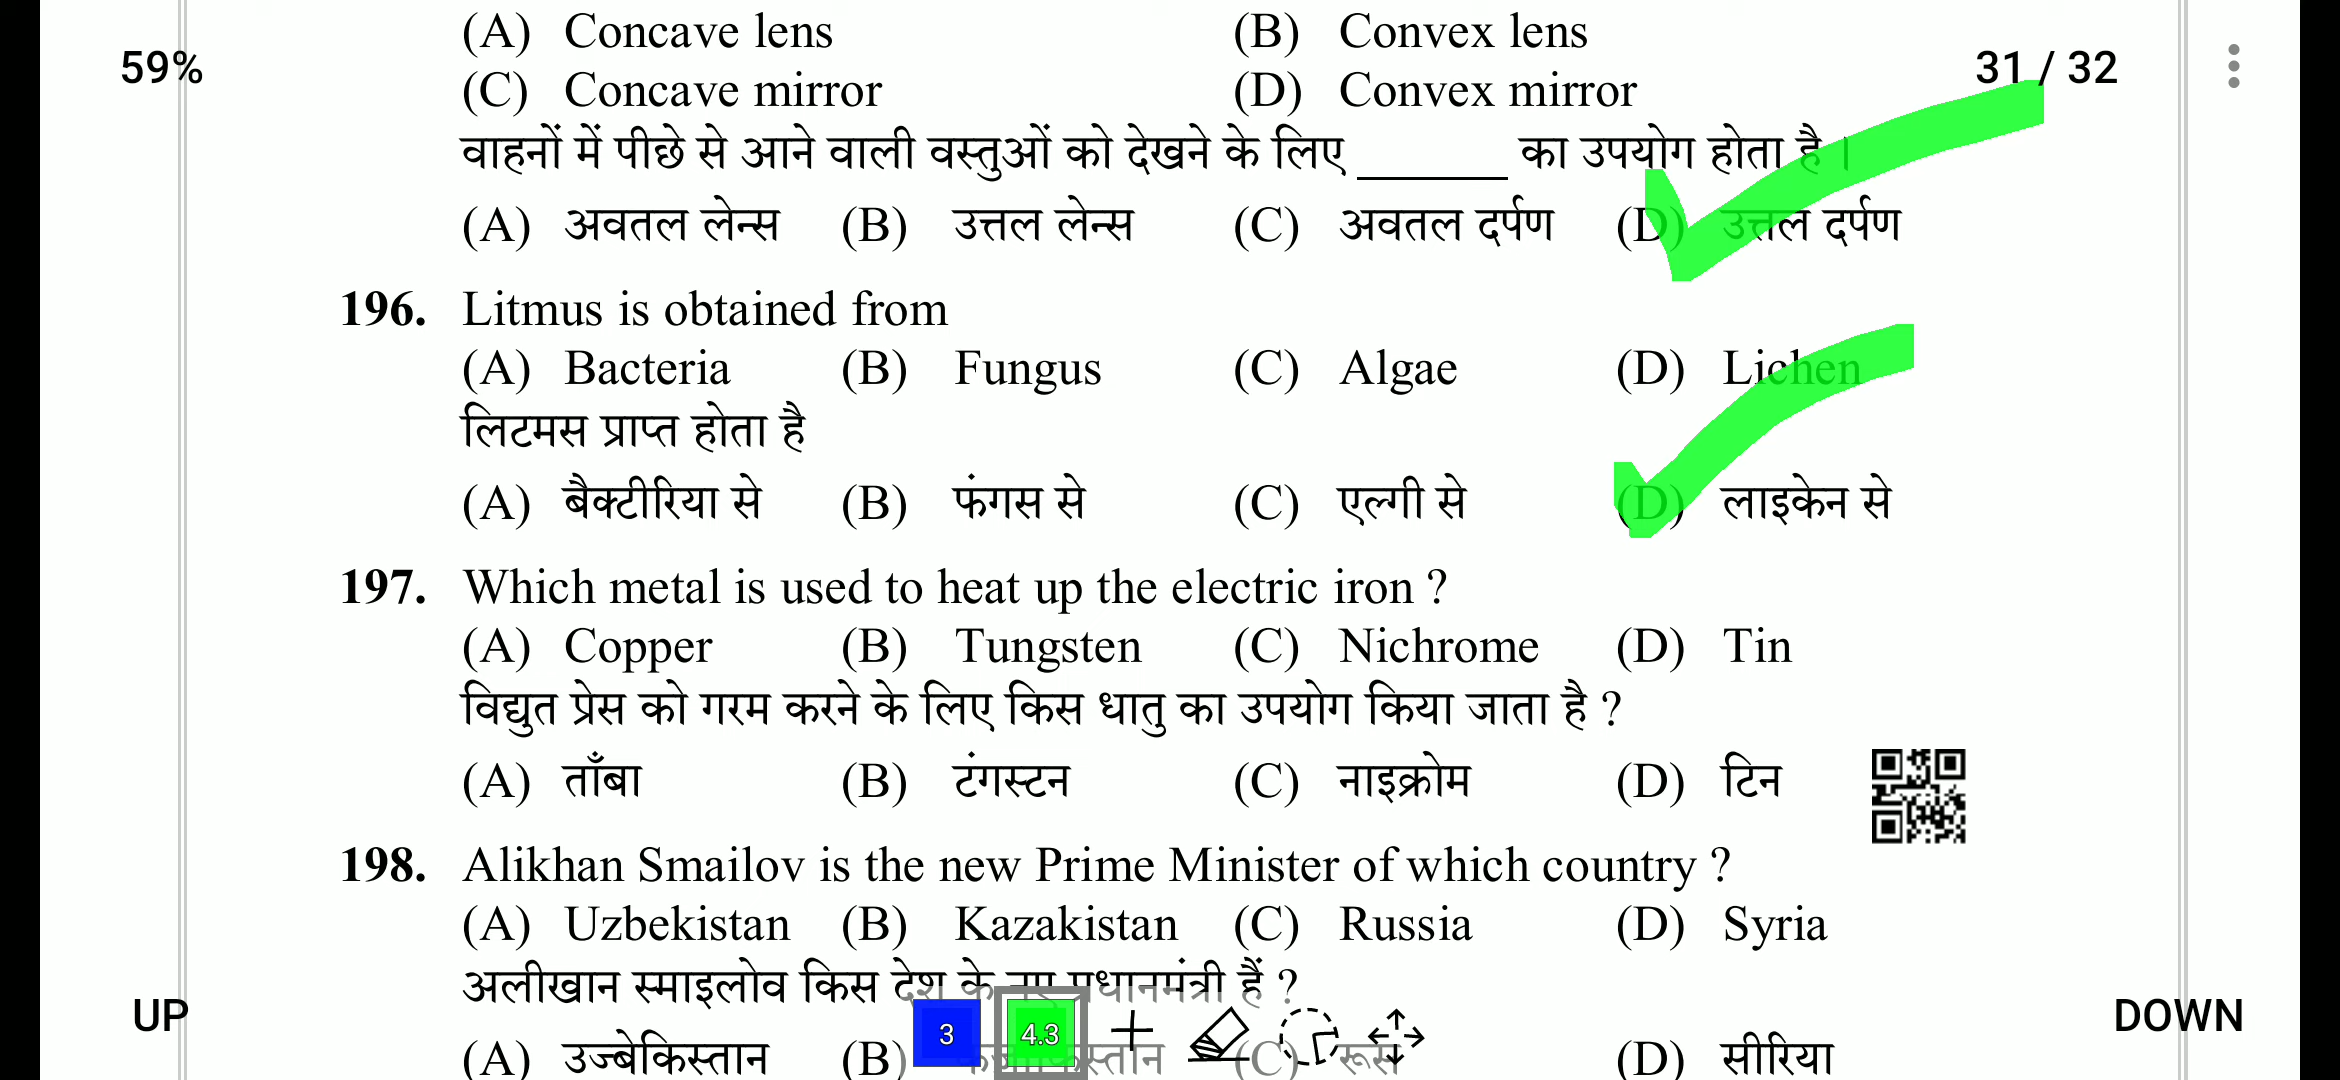 (A) Concave lens (B) Convex lens
59% 31 / 32
(C) Concave mirror (D) Convex mirror
वाहनों में पीछे से आने वाली वस्तुओं को देखने के लिए ______ का उपयोग होता है ।
(A) अवतल लेन्स (B) उत्तल लेन्स (C) अवतल दर्पण (D) उत्तल दर्पण
196. Litmus is obtained from
(A) Bacteria (B) Fungus (C) Algae (D) Lichen
लिटमस प्राप्त होता है
(A) बैक्टीरिया से (B) फंगस से (C) एल्गी से (D) लाइकेन से
197. Which metal is used to heat up the electric iron ?
(A) Copper (B) Tungsten (C) Nichrome (D) Tin
विद्युत प्रेस को गरम करने के लिए किस धातु का उपयोग किया जाता है ?
(A) ताँबा (B) टंगस्टन (C) नाइक्रोम (D) टिन
198. Alikhan Smailov is the new Prime Minister of which country ?
(A) Uzbekistan (B) Kazakistan (C) Russia (D) Syria
अलीखान स्माइलोव किस देश के नए प्रधानमंत्री हैं ?
UP 3 4.3 DOWN
(A) उज्बेकिस्तान (B) (C) रूस (D) सीरिया